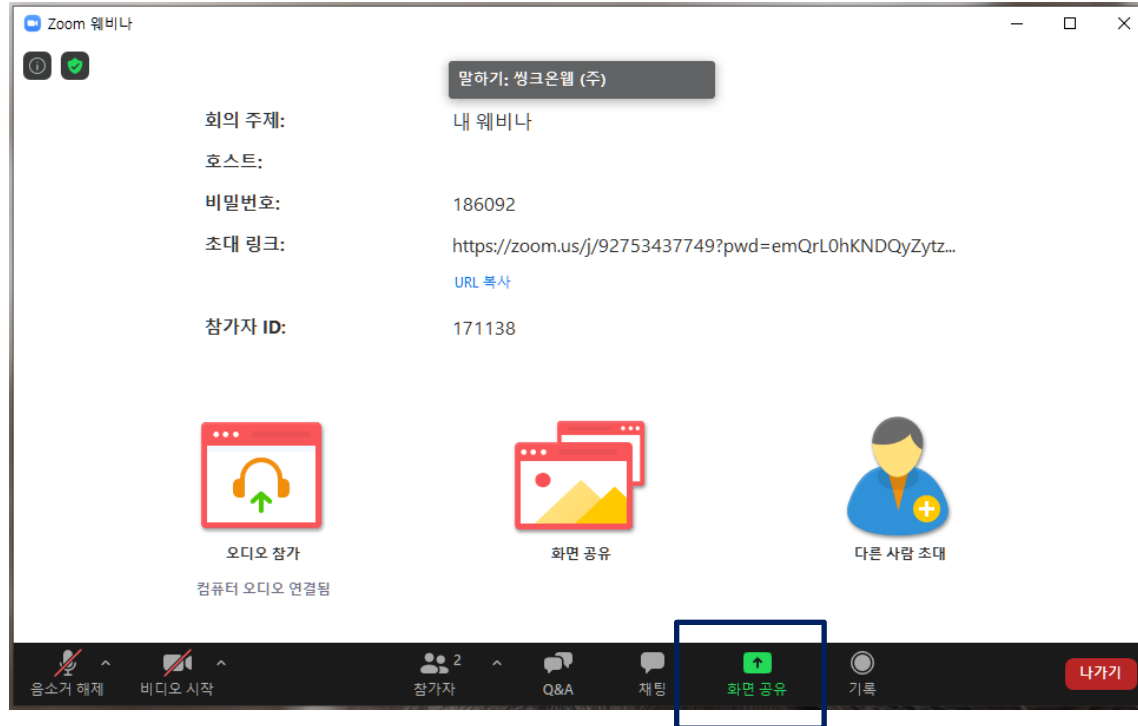 Zoom 웨비나
말하기: 씽크온웹 (주)
회의 주제: 내 웨비나
호스트:
비밀번호: 186092
초대 링크: https://zoom.us/j/92753437749?pwd=emQrL0hKNDQyZytz...
URL 복사
참가자 ID: 171138
오디오 참가 화면 공유 다른 사람 초대
컴퓨터 오디오 연결됨
음소거 해제 비디오 시작 참가자 2 Q&A 채팅 화면 공유 기록 나가기